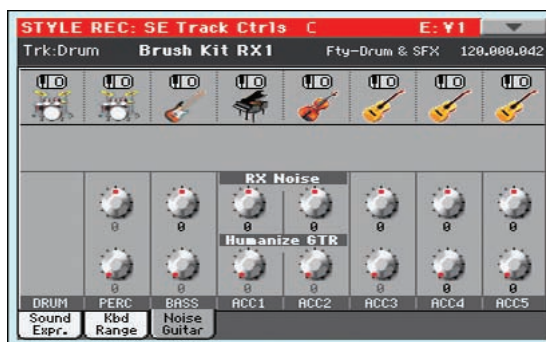 STYLE REC: SE Track Ctrls C E: ¥1
Trk:Drum Brush Kit RX1 Fty-Drum & SFX 120.000.042
RX Noise
0 0 0 0 0 0 0
Humanize GTR
0 0 0 0 0 0 0
DRUM PERC BASS ACC1 ACC2 ACC3 ACC4 ACC5
Sound Expr. Kbd Range Noise Guitar